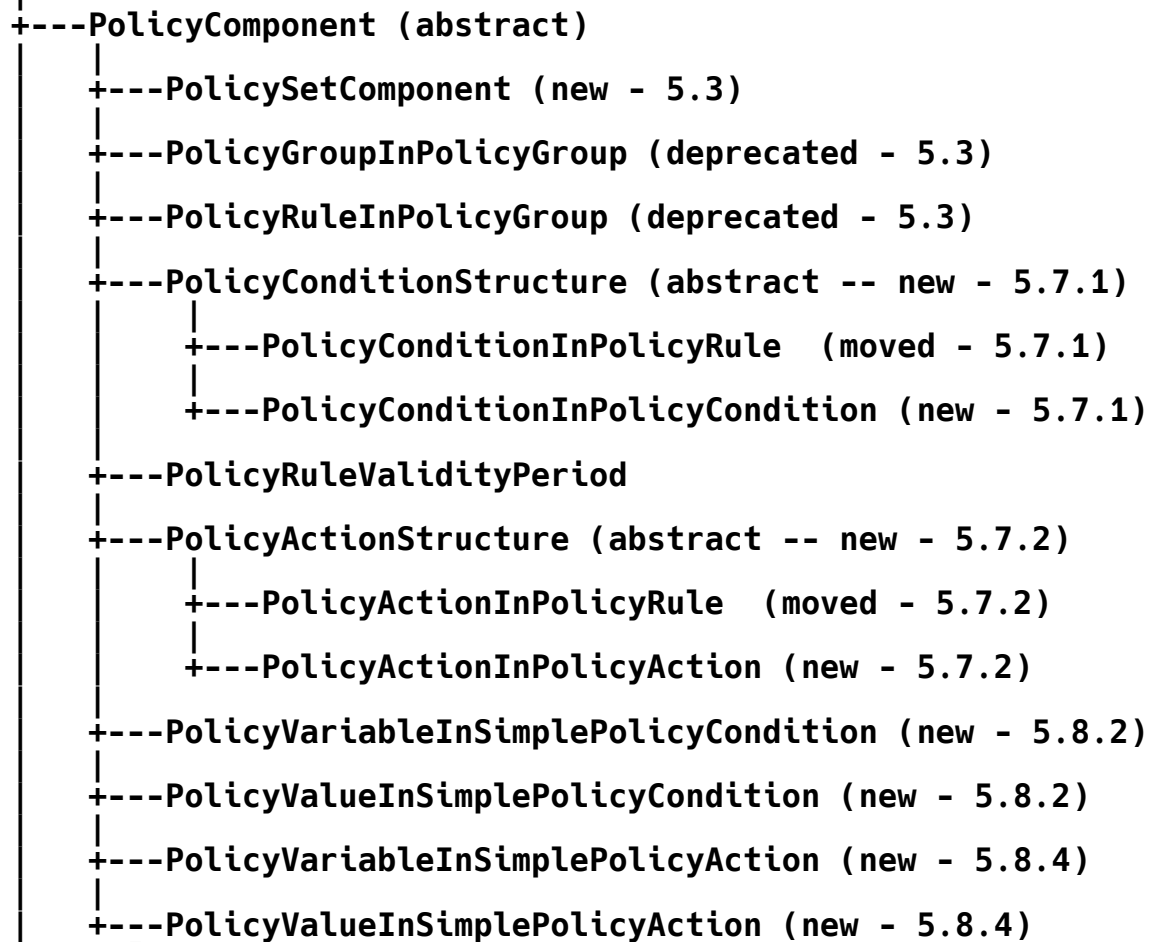 +---PolicyComponent (abstract)
|   |
|   +---PolicySetComponent (new - 5.3)
|   |
|   +---PolicyGroupInPolicyGroup (deprecated - 5.3)
|   |
|   +---PolicyRuleInPolicyGroup (deprecated - 5.3)
|   |
|   +---PolicyConditionStructure (abstract -- new - 5.7.1)
|   |    |
|   |    +---PolicyConditionInPolicyRule  (moved - 5.7.1)
|   |    |
|   |    +---PolicyConditionInPolicyCondition (new - 5.7.1)
|   |
|   +---PolicyRuleValidityPeriod
|   |
|   +---PolicyActionStructure (abstract -- new - 5.7.2)
|   |    |
|   |    +---PolicyActionInPolicyRule  (moved - 5.7.2)
|   |    |
|   |    +---PolicyActionInPolicyAction (new - 5.7.2)
|   |
|   +---PolicyVariableInSimplePolicyCondition (new - 5.8.2)
|   |
|   +---PolicyValueInSimplePolicyCondition (new - 5.8.2)
|   |
|   +---PolicyVariableInSimplePolicyAction (new - 5.8.4)
|   |
|   +---PolicyValueInSimplePolicyAction (new - 5.8.4)